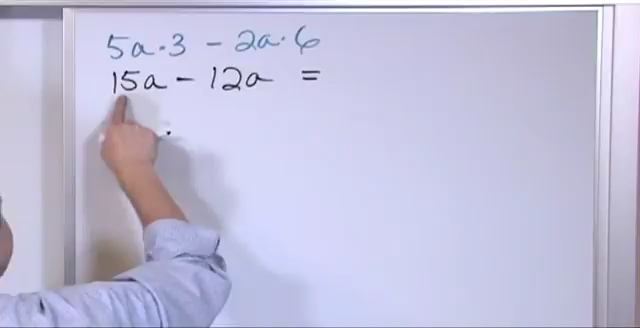 5a·3 - 2a·6
15a - 12a =